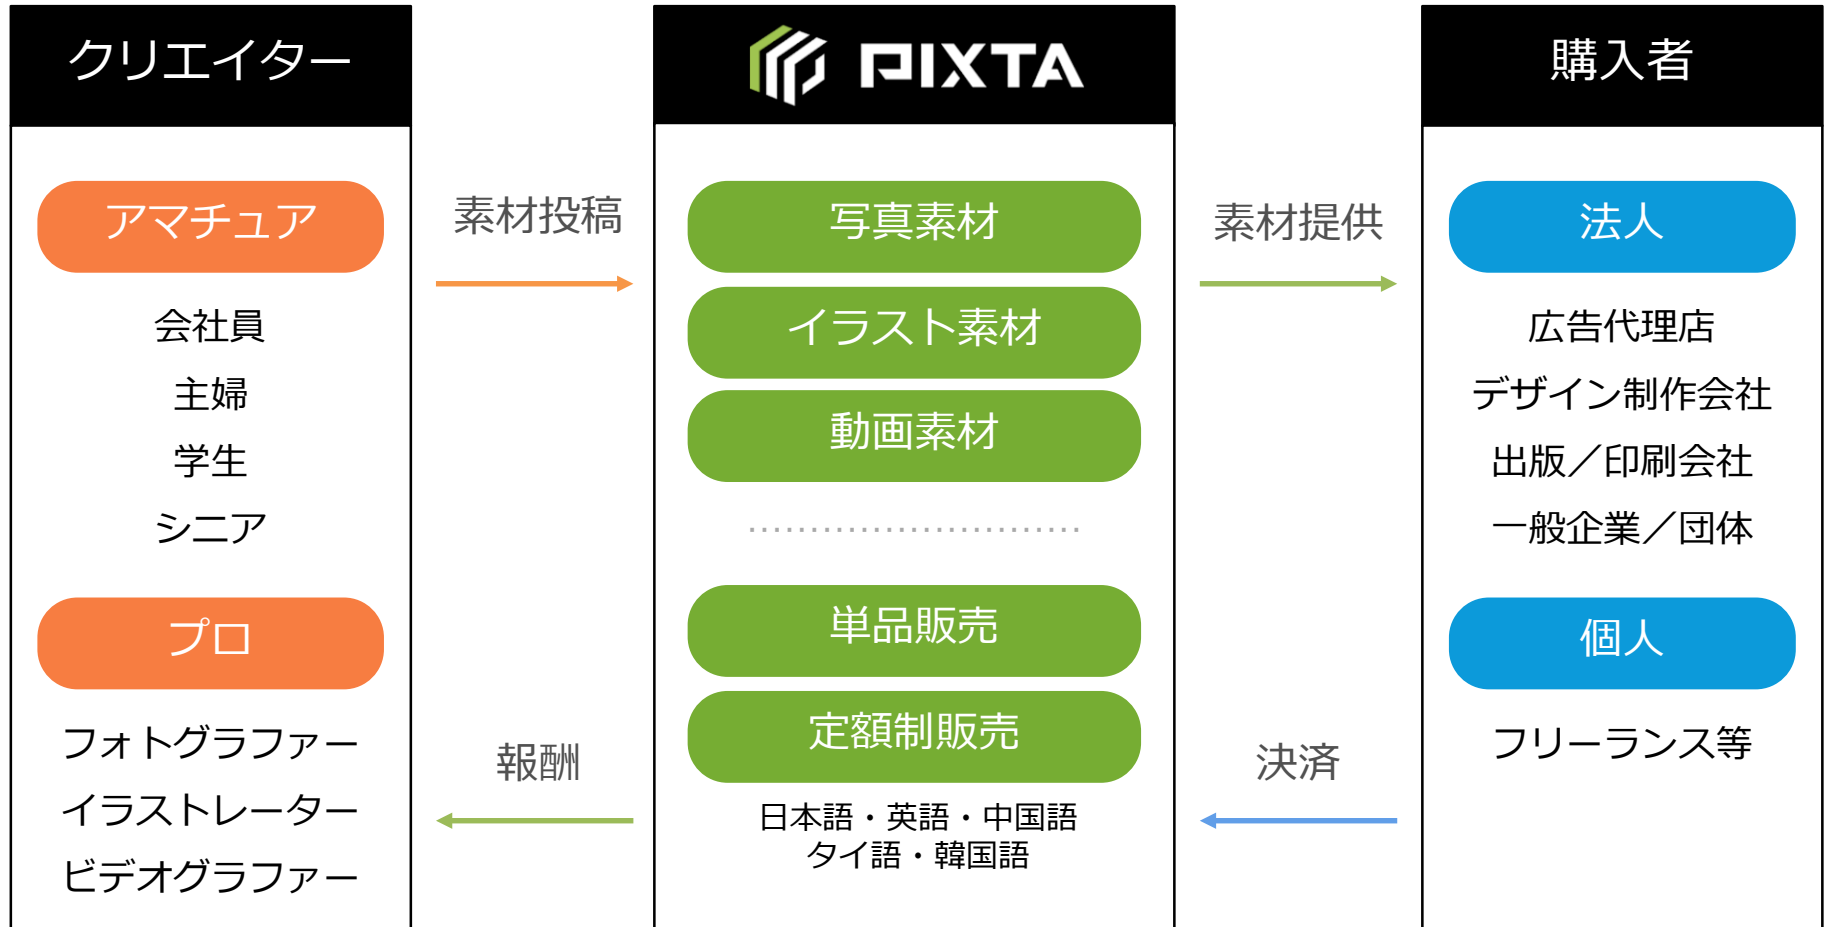 クリエイター
アマチュア
会社員
主婦
学生
シニア
プロ
フォトグラファー
イラストレーター
ビデオグラファー
素材投稿
報酬
PIXTA
写真素材
イラスト素材
動画素材
単品販売
定額制販売
日本語・英語・中国語
タイ語・韓国語
素材提供
決済
購入者
法人
広告代理店
デザイン制作会社
出版／印刷会社
一般企業／団体
個人
フリーランス等